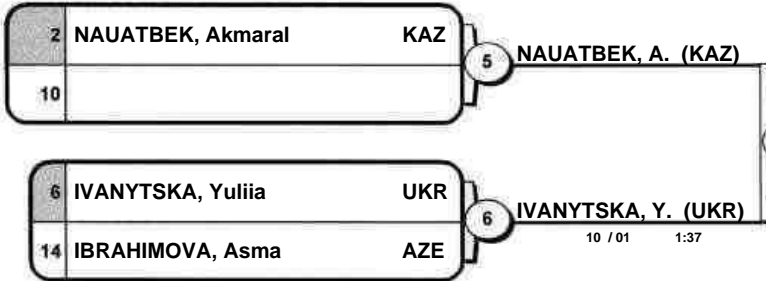 2 NAUATBEK, Akmaral KAZ
5 NAUATBEK, A. (KAZ)
10
6 IVANYTSKA, Yuliia UKR
6 IVANYTSKA, Y. (UKR)
10 / 01 1:37
14 IBRAHIMOVA, Asma AZE